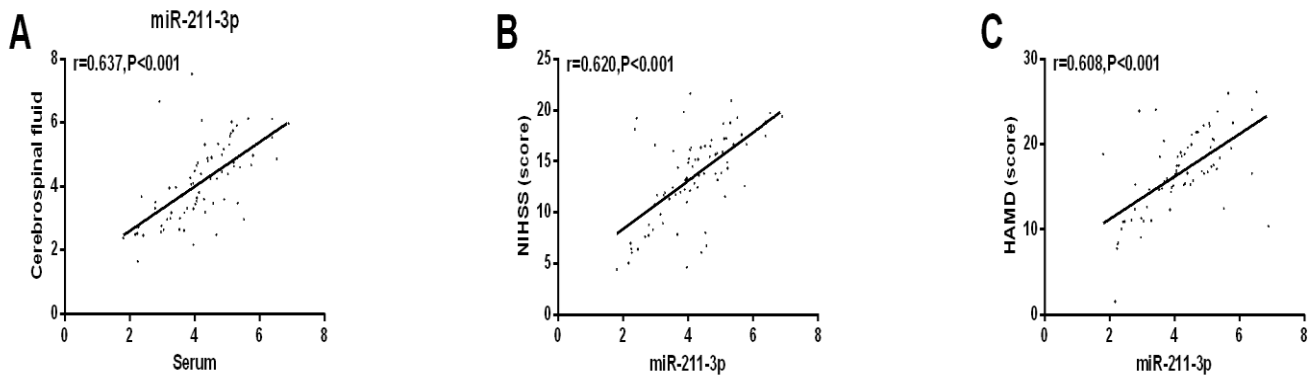 A
miR-211-3p
r=0.637,P<0.001
Cerebrospinal fluid
8
6
4
2
0
0 2 4 6 8
Serum
B
r=0.620,P<0.001
NIHSS (score)
25
20
15
10
5
0
0 2 4 6 8
miR-211-3p
C
r=0.608,P<0.001
HAMD (score)
30
20
10
0
0 2 4 6 8
miR-211-3p